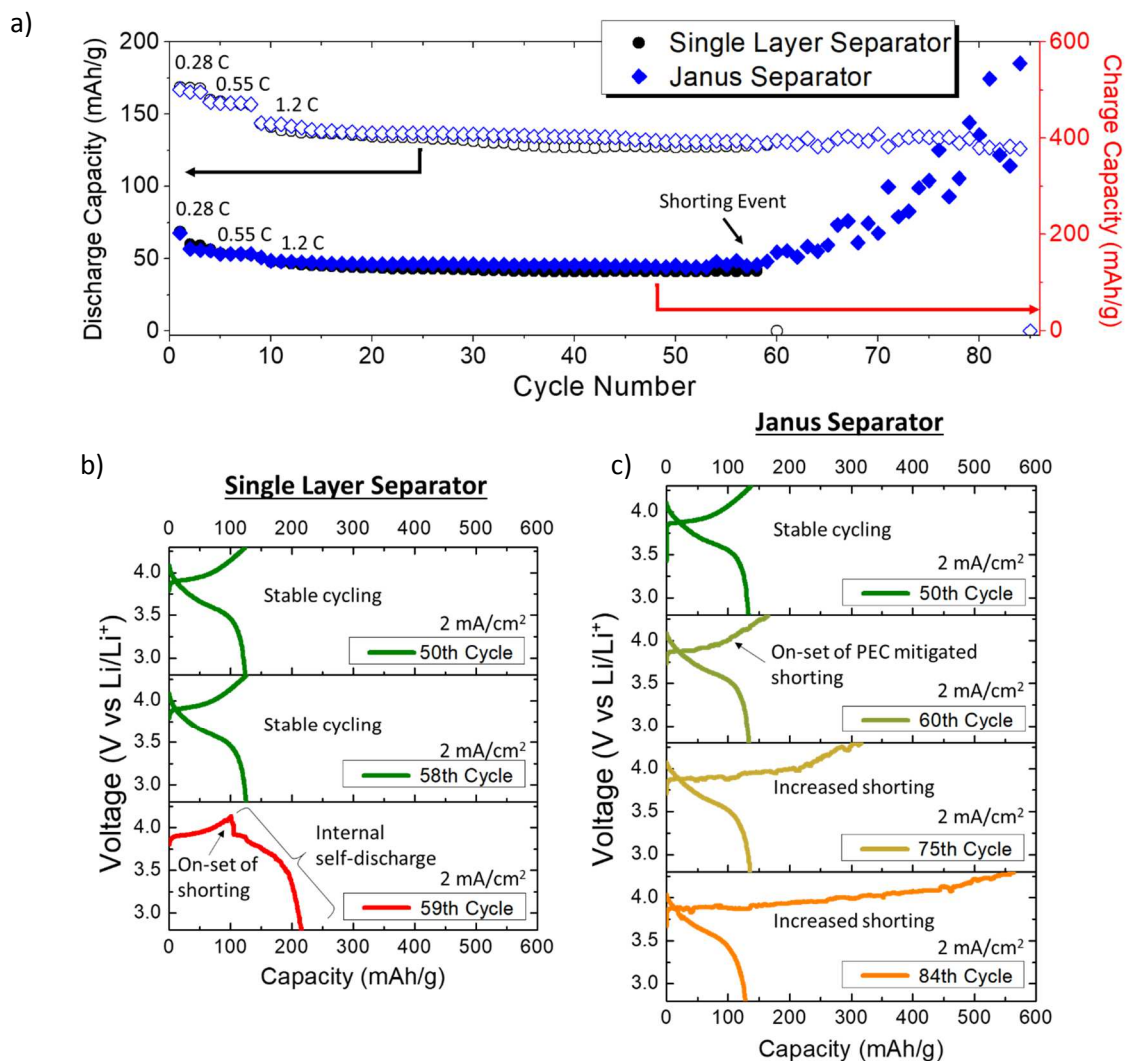 a)
Single Layer Separator
Janus Separator
0.28 C
0.55 C
1.2 C
0.28 C
0.55 C
1.2 C
Shorting Event
200
150
100
50
0
Discharge Capacity (mAh/g)
600
400
200
0
Charge Capacity (mAh/g)
0 10 20 30 40 50 60 70 80
Cycle Number
b)
Single Layer Separator
0 100 200 300 400 500 600
4.0
3.5
3.0
Stable cycling
2 mA/cm²
50th Cycle
4.0
3.5
3.0
Stable cycling
2 mA/cm²
58th Cycle
4.0
3.5
3.0
On-set of
shorting
Internal
self-discharge
2 mA/cm²
59th Cycle
Voltage (V vs Li/Li⁺)
0 100 200 300 400 500 600
Capacity (mAh/g)
Janus Separator
c)
0 100 200 300 400 500 600
4.0
3.5
3.0
Stable cycling
2 mA/cm²
50th Cycle
4.0
3.5
3.0
On-set of PEC mitigated
shorting
2 mA/cm²
60th Cycle
4.0
3.5
3.0
Increased shorting
2 mA/cm²
75th Cycle
4.0
3.5
3.0
Increased shorting
2 mA/cm²
84th Cycle
Voltage (V vs Li/Li⁺)
0 100 200 300 400 500 600
Capacity (mAh/g)